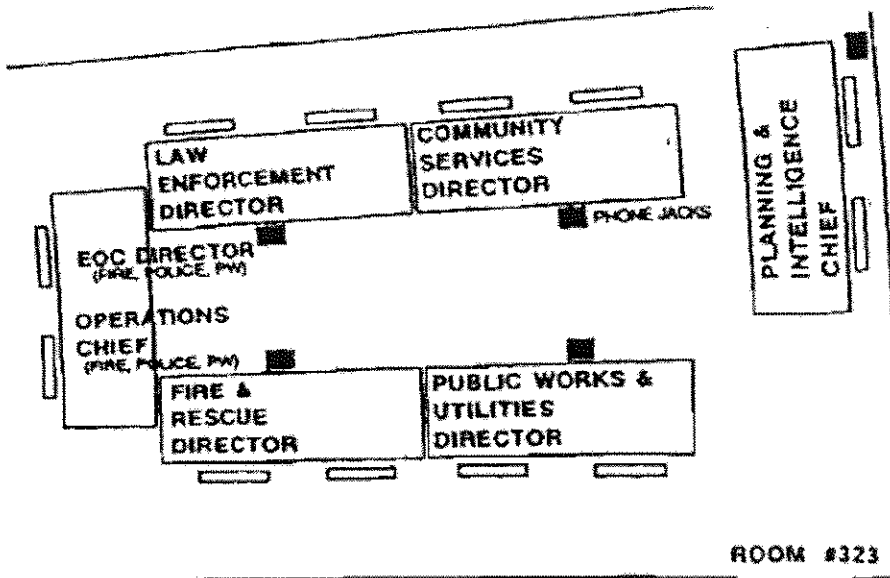 LAW
ENFORCEMENT
DIRECTOR
COMMUNITY
SERVICES
DIRECTOR
PLANNING &
INTELLIGENCE
CHIEF
PHONE JACKS
EOC DIRECTOR
(FIRE, POLICE, PW)
OPERATIONS
CHIEF
(FIRE, POLICE, PW)
FIRE &
RESCUE
DIRECTOR
PUBLIC WORKS &
UTILITIES
DIRECTOR
ROOM #323